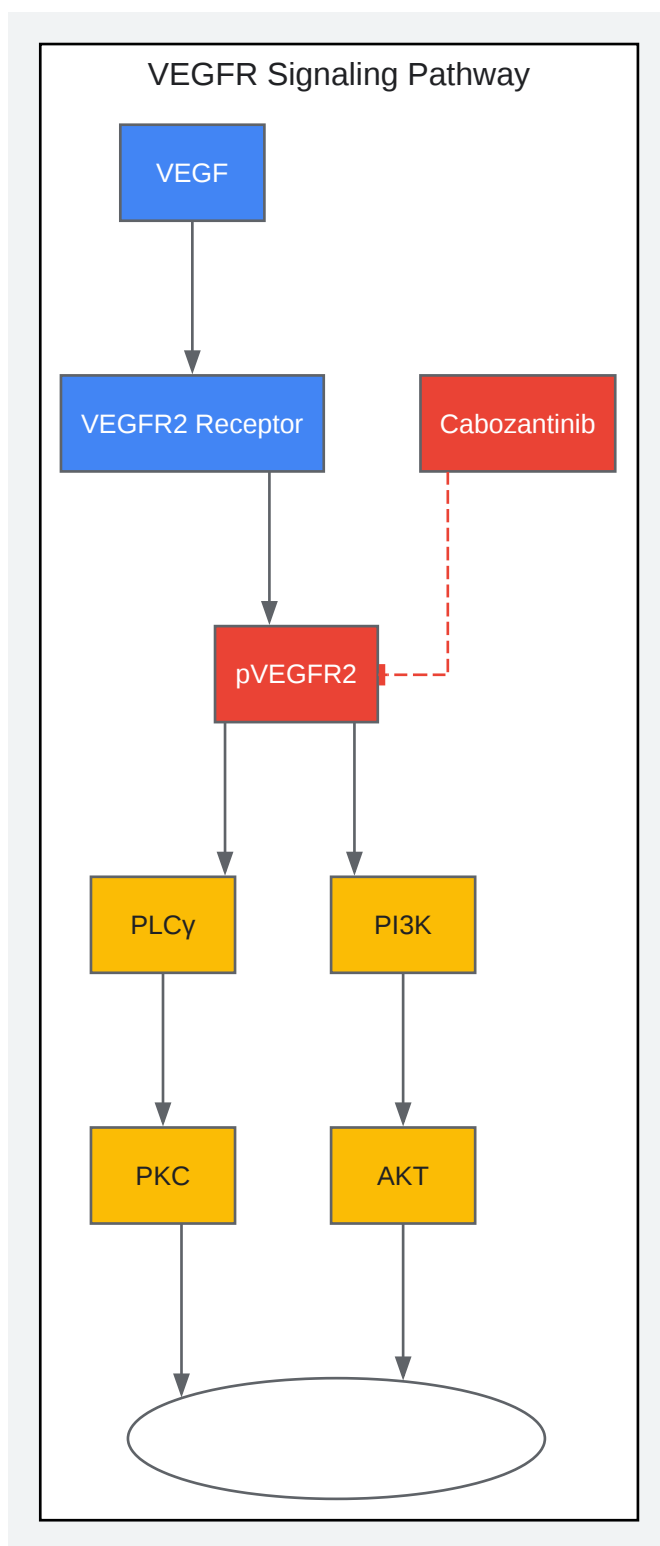 VEGFR Signaling Pathway
VEGF
VEGFR2 Receptor
Cabozantinib
pVEGFR2
PLCγ
PI3K
PKC
AKT